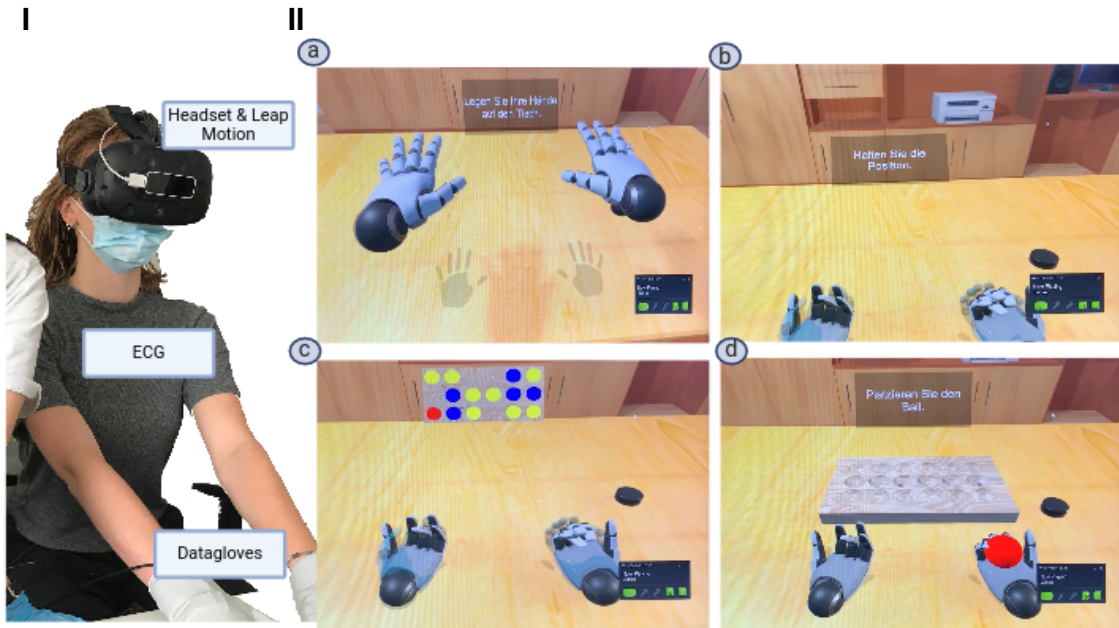 I
II
a
b
Headset & Leap
Motion
Legen Sie Ihre Hände
auf den Tisch.
Halten Sie die
Position.
ECG
c
d
Platzieren Sie den
Ball.
Datagloves